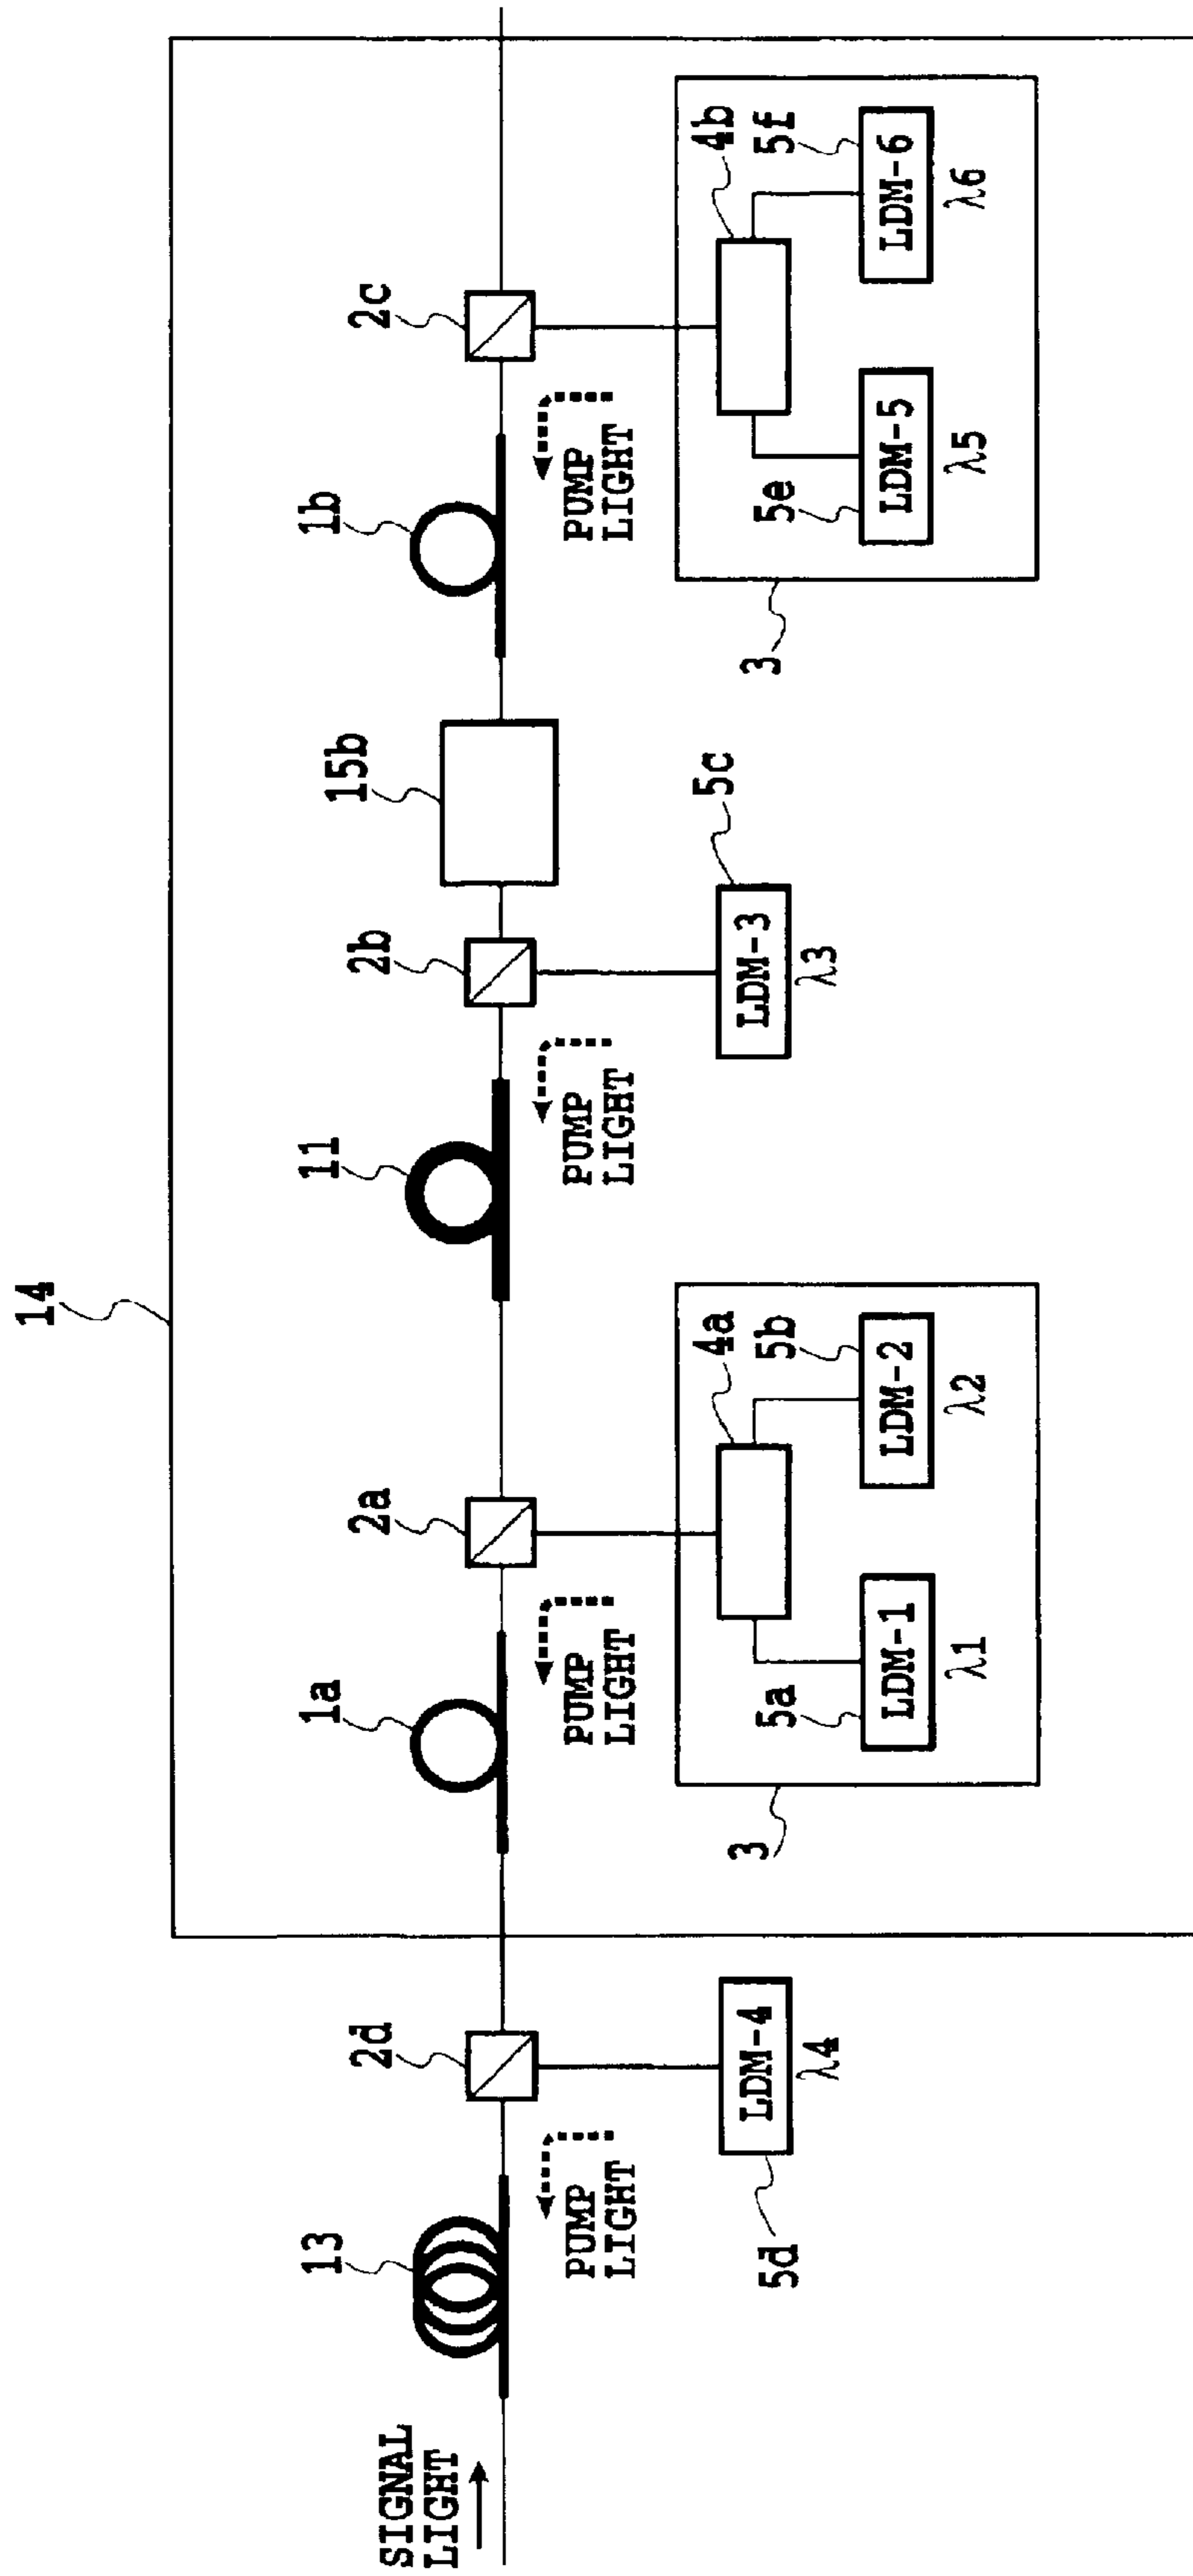 14
SIGNAL
LIGHT
13
2d
1a
2a
11
2b
15b
1b
2c
PUMP
LIGHT
PUMP
LIGHT
PUMP
LIGHT
PUMP
LIGHT
5d
LDM-4
λ4
3
4a
5a
LDM-1
λ1
5b
LDM-2
λ2
5c
LDM-3
λ3
3
4b
5e
LDM-5
λ5
5f
LDM-6
λ6